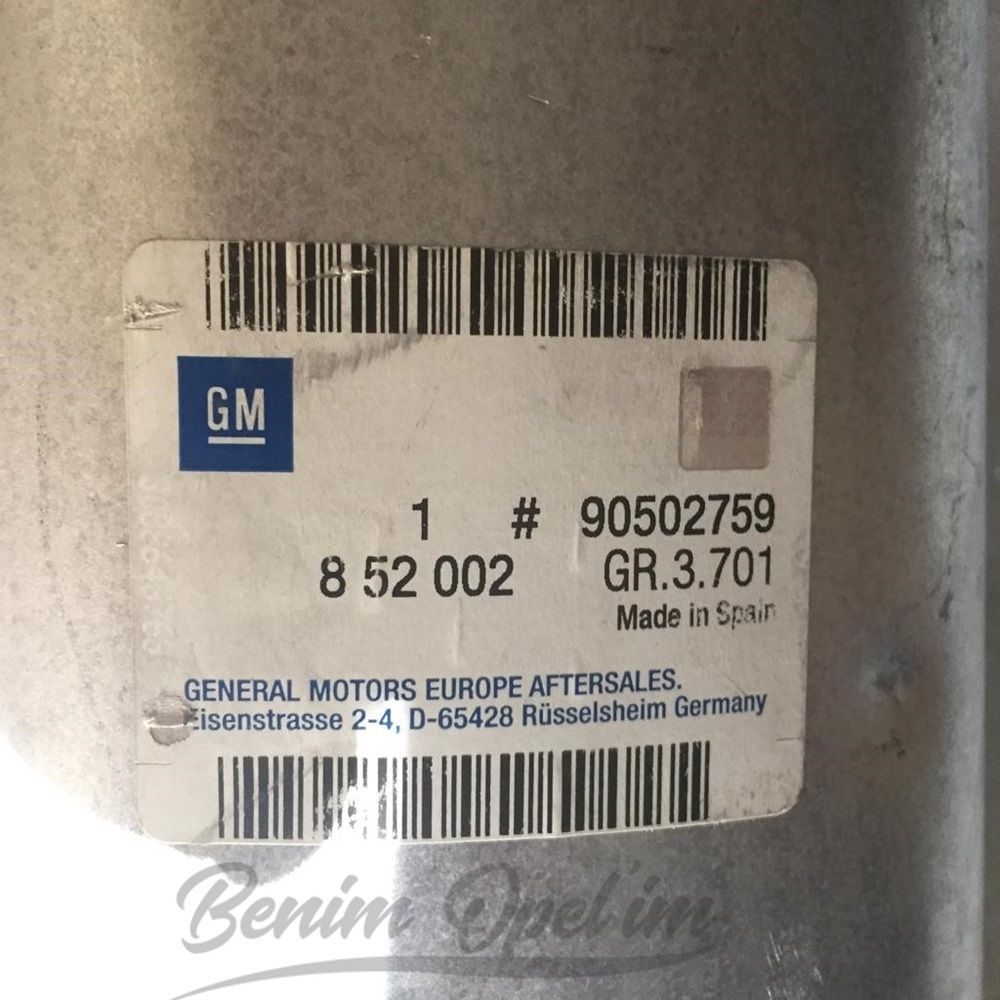 GM
1 # 90502759
8 52 002 GR.3.701
Made in Spain
GENERAL MOTORS EUROPE AFTERSALES.
Eisenstrasse 2-4, D-65428 Rüsselsheim Germany
Benim Opel'im